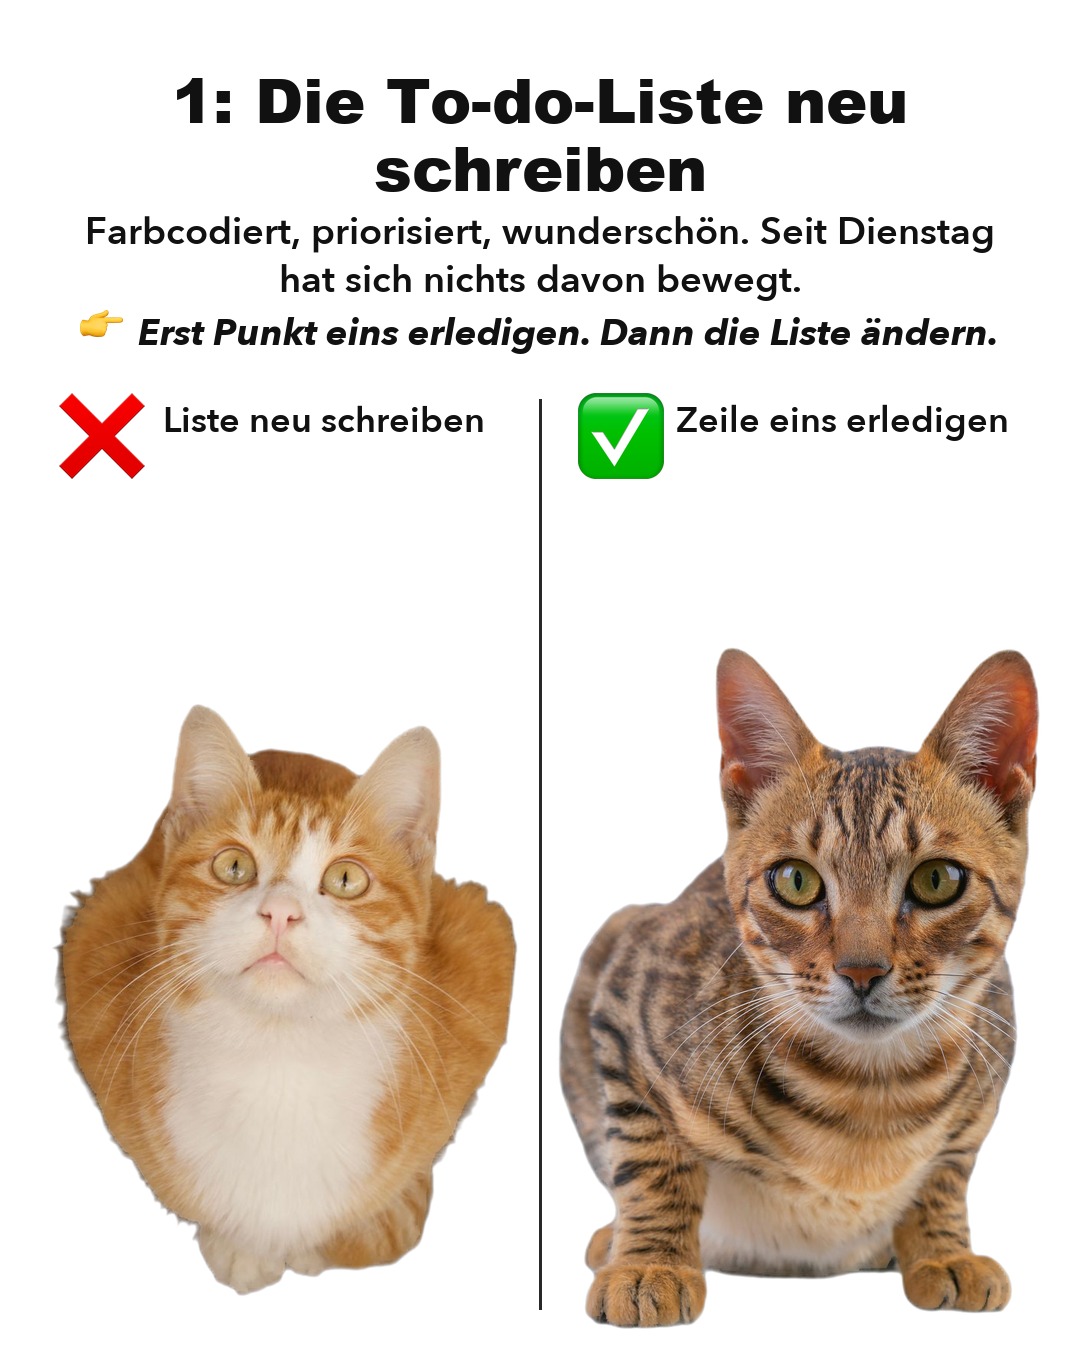 1: Die To-do-Liste neu
schreiben
Farbcodiert, priorisiert, wunderschön. Seit Dienstag
hat sich nichts davon bewegt.
👉 Erst Punkt eins erledigen. Dann die Liste ändern.
❌ Liste neu schreiben
✅ Zeile eins erledigen